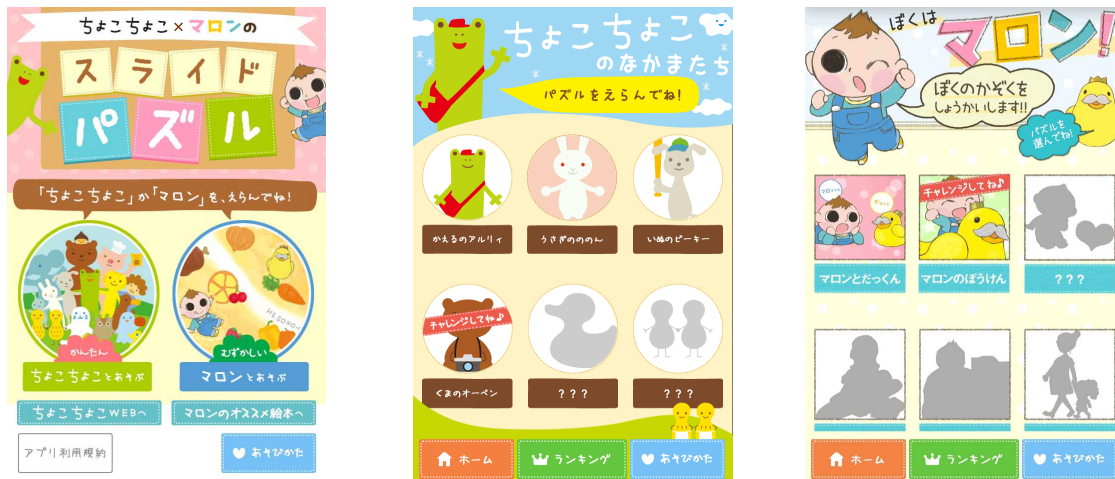 ちょこちょこ×マロンの
スライド
パズル
「ちょこちょこ」か「マロン」を、えらんでね!
HE SONG-J
かんたん
ちょこちょことあそぶ
むずかしい
マロンとあそぶ
ちょこちょこWEBへ
マロンのオススメ絵本へ
アプリ利用規約
あそびかた
ちょこちょこ
のなかまたち
パズルをえらんでね!
かえるのアルリィ
うさぎのののん
いぬのピーキー
チャレンジしてね♪
くまのオーペン
???
???
ホーム
ランキング
あそびかた
ぼくは
マロン!
ぼくのかぞくを
しょうかいします!!
パズルを
選んでね!
チャレンジしてね♪
マロンとだっくん
マロンのぼうけん
???
ホーム
ランキング
あそびかた